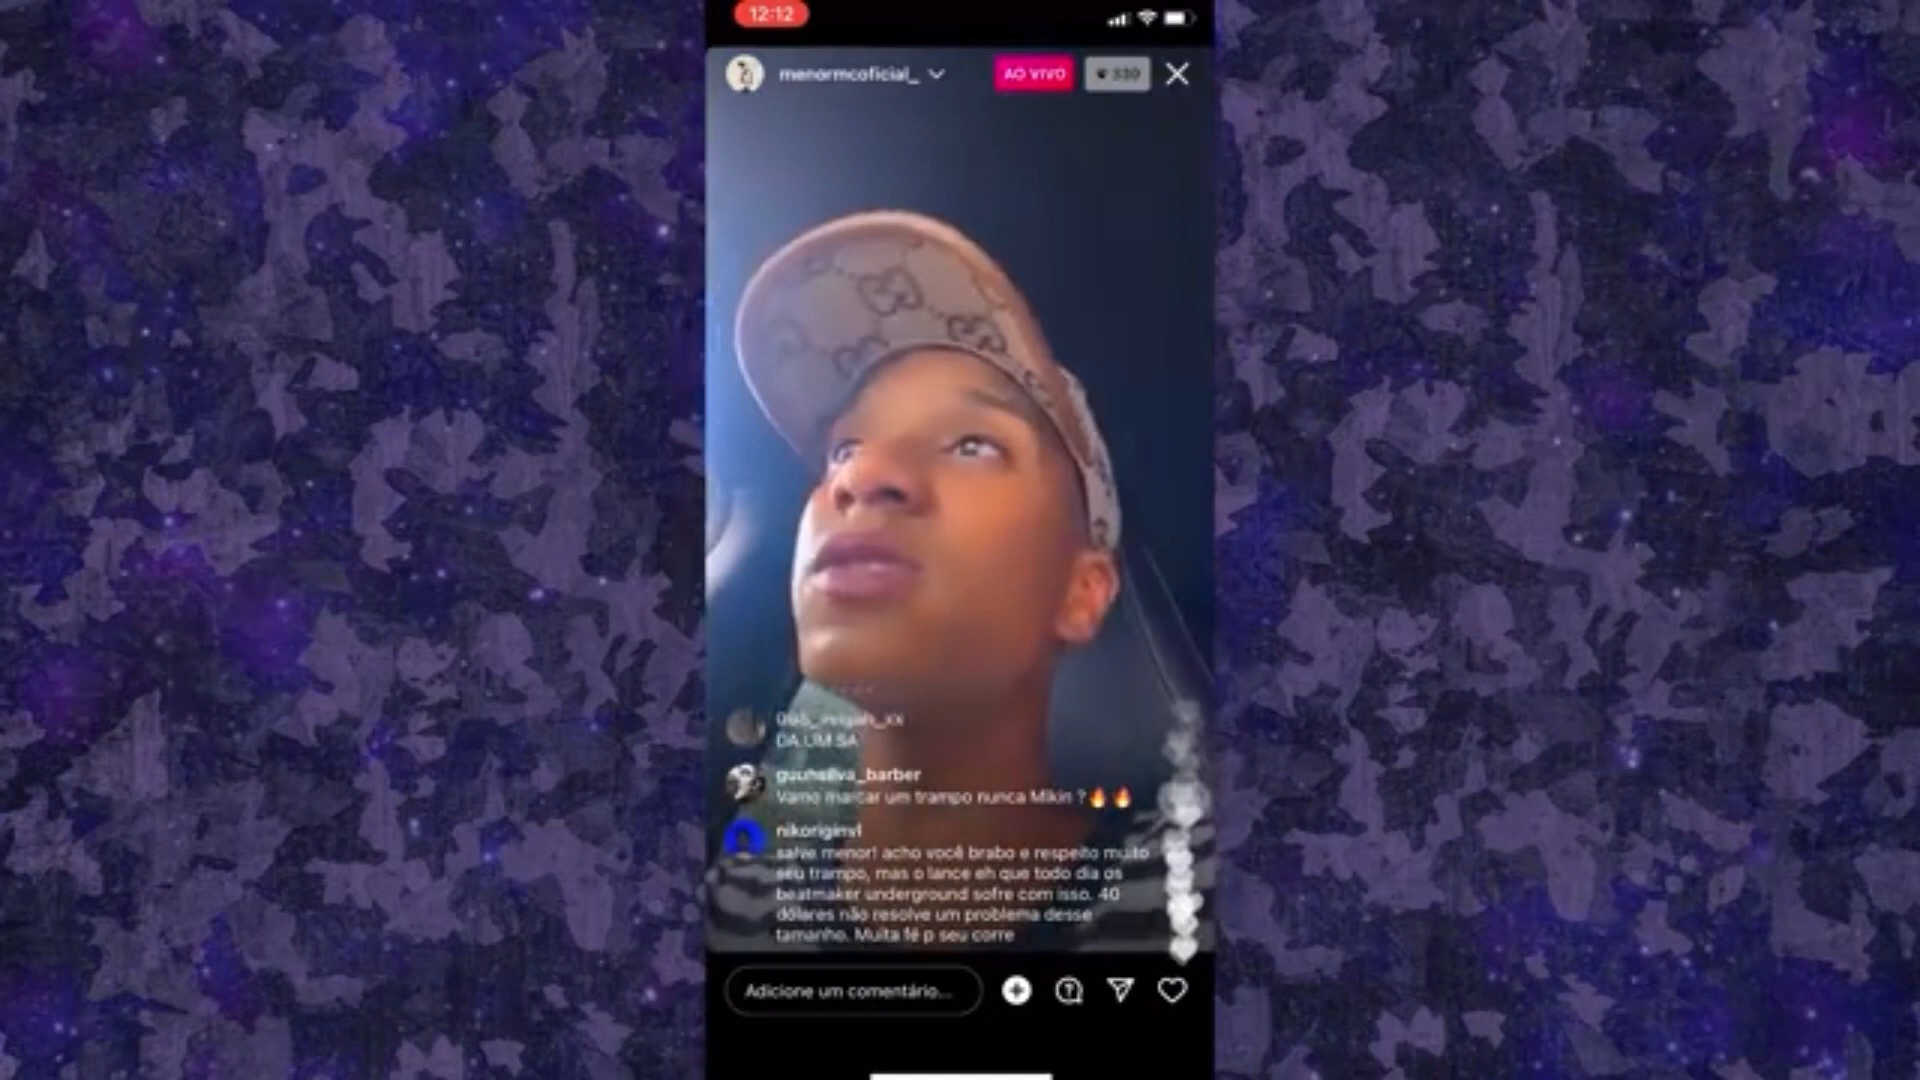 12:12
menormcoficial_
AO VIVO
330
DA UM SA
guuhsilva_barber
Vamo marcar um trampo nunca Mikin ?🔥🔥
nikoriginvl
salve menor! acho você brabo e respeito muito
seu trampo, mas o lance eh que todo dia os
beatmaker underground sofre com isso. 40
dólares não resolve um problema desse
tamanho. Muita fé p seu corre
Adicione um comentário...